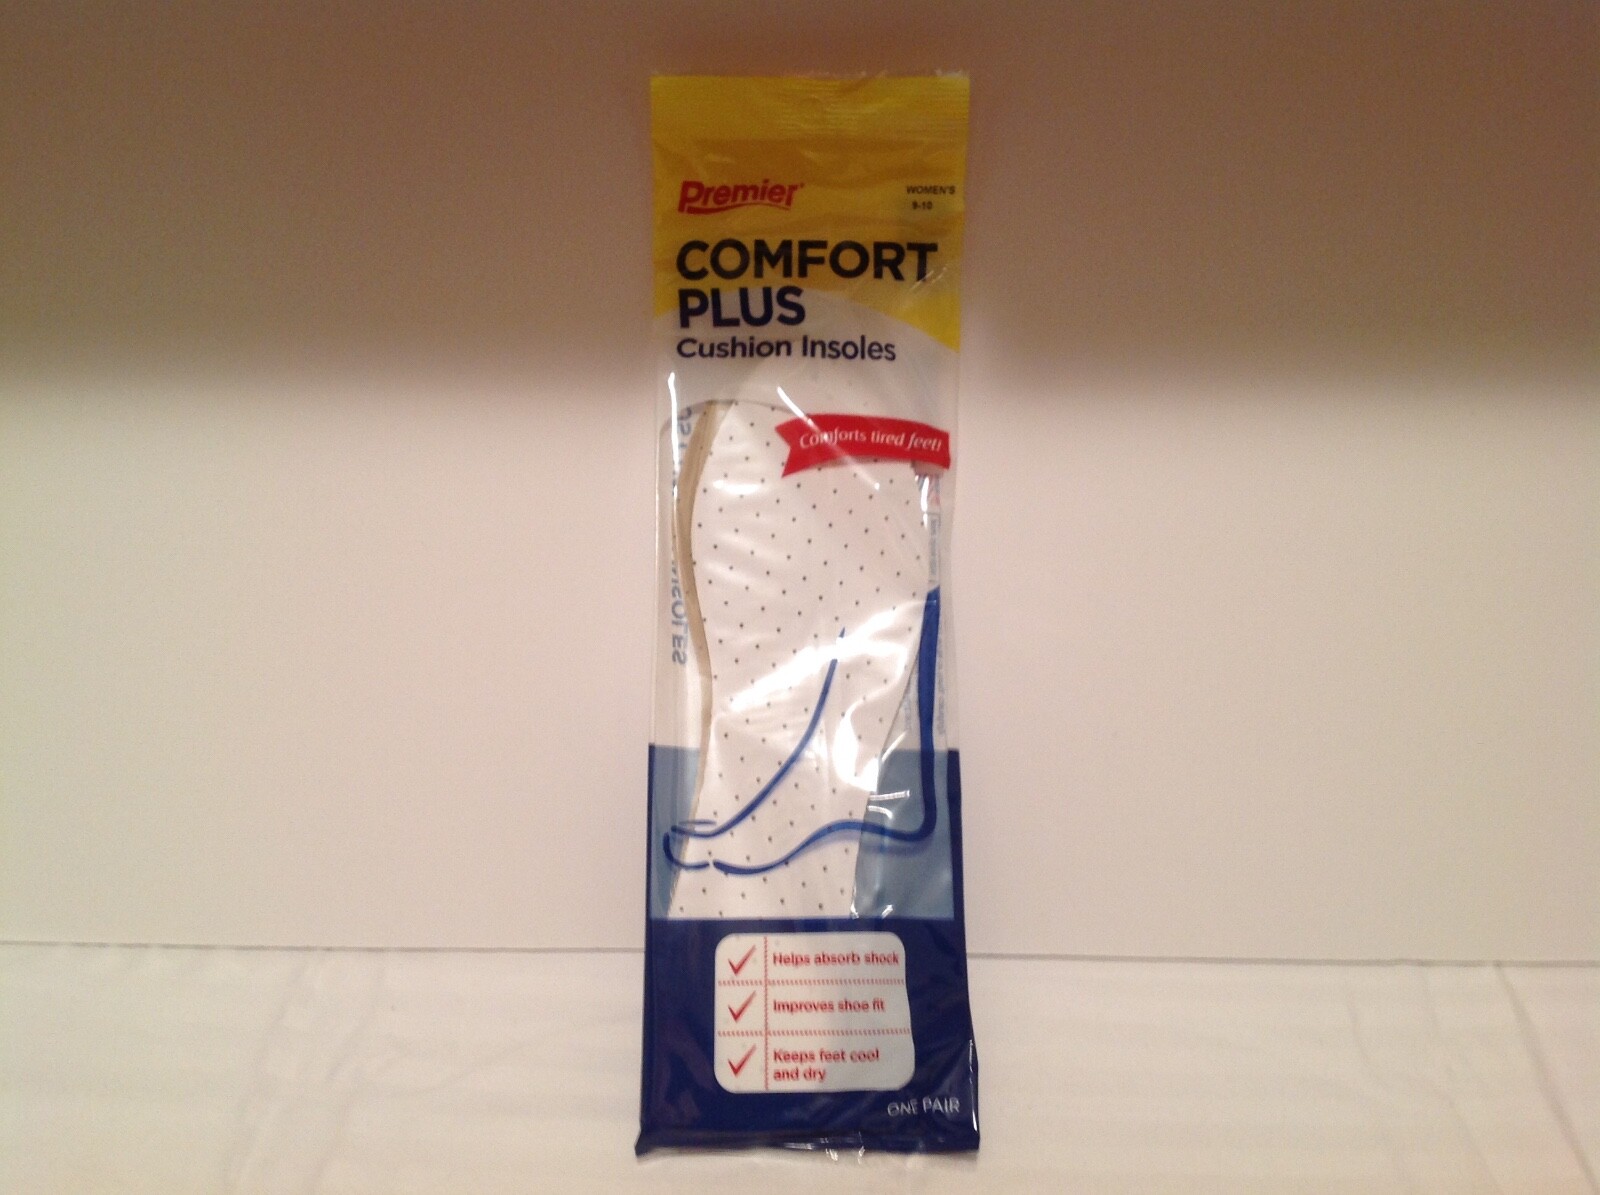 Premier
WOMEN'S
9-10
COMFORT
PLUS
Cushion Insoles
Comforts tired feet!
INSOLES
Helps absorb shock
Improves shoe fit
Keeps feet cool
and dry
ONE PAIR